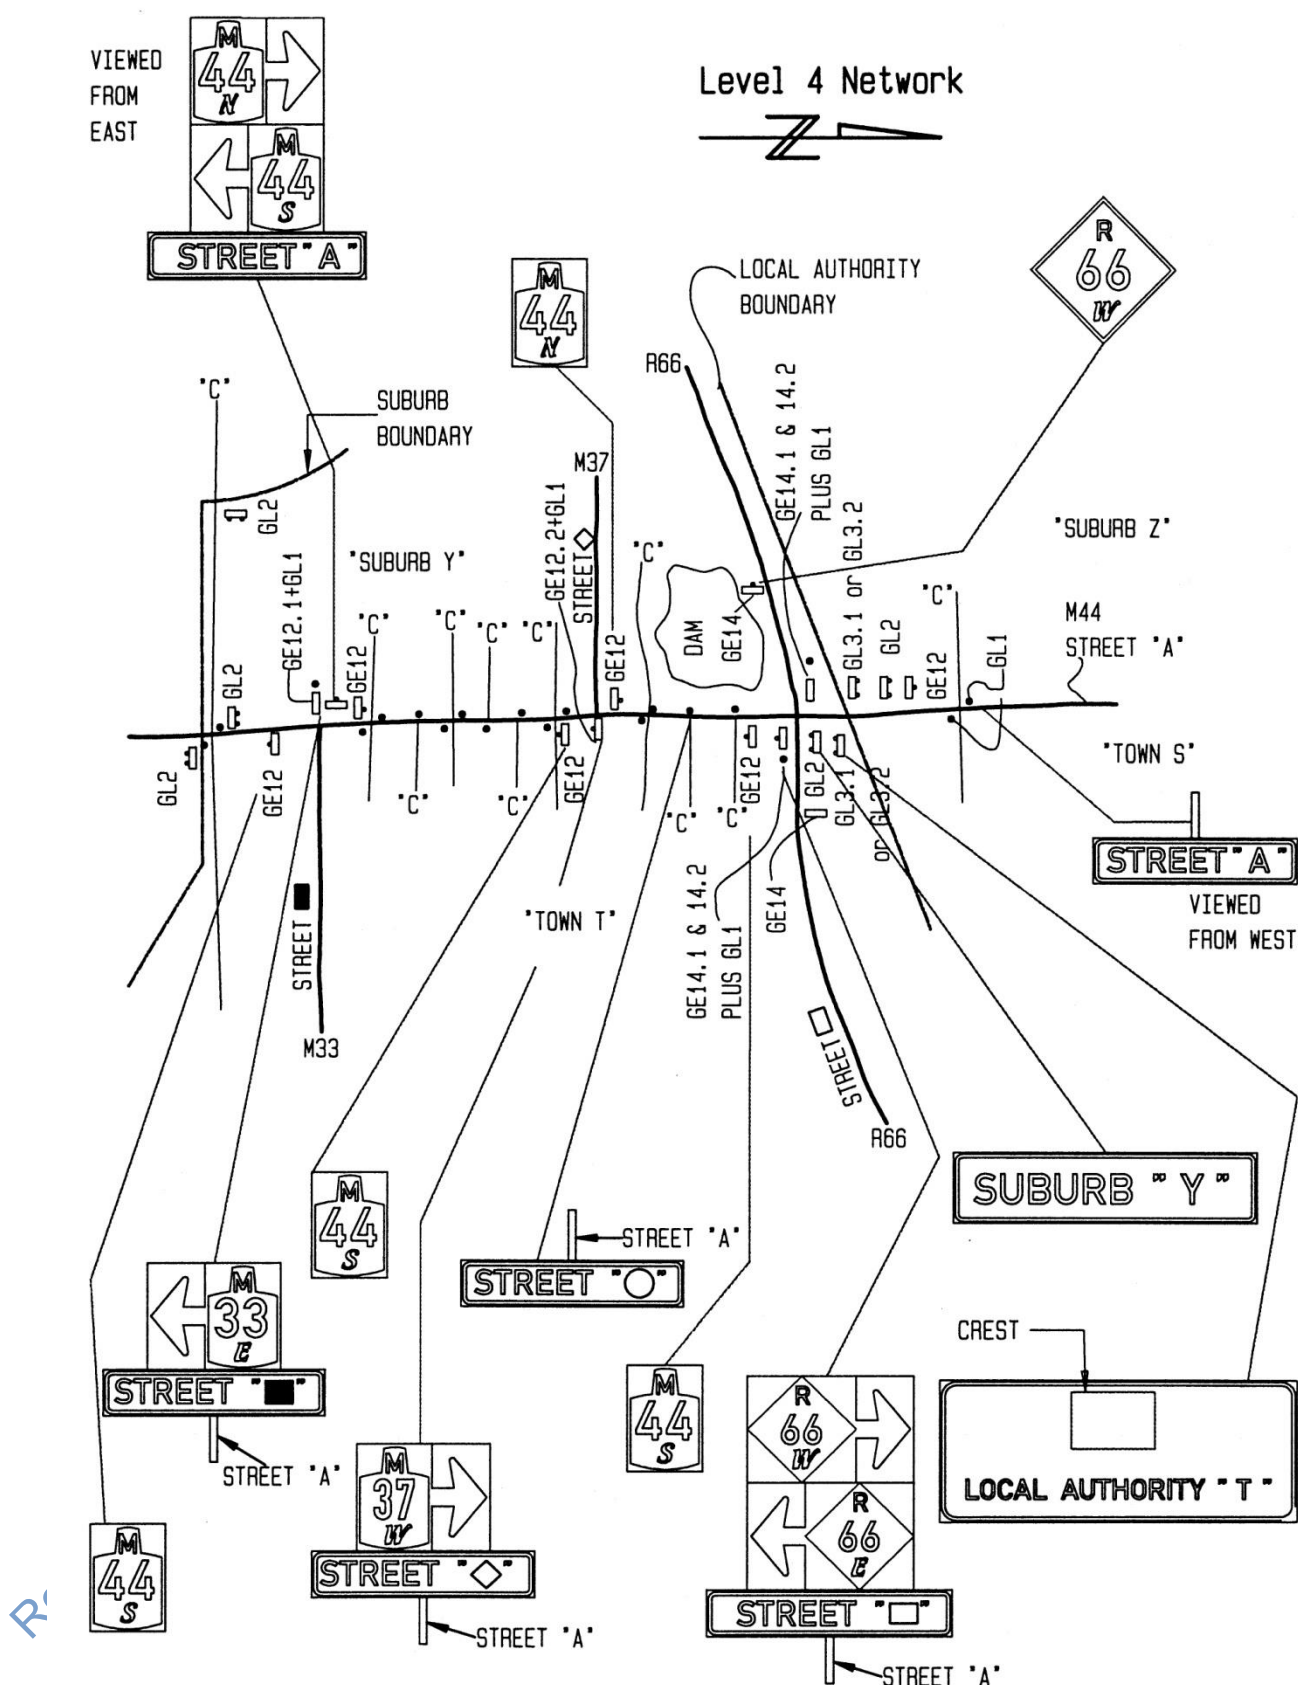 M
44
N
VIEWED
FROM
EAST
M
44
S
STREET "A"
Level 4 Network
R
66
W
LOCAL AUTHORITY
BOUNDARY
M
44
N
R66
"C"
SUBURB
BOUNDARY
GE14.1 & 14.2
PLUS GL1
M37
GL2
GE12.2+GL1
STREET
"SUBURB Y"
GE12.1+GL1
"C"
"C"
"C"
"C"
"C"
DAM
GE14
GL3.1 or GL3.2
"SUBURB Z"
"C"
M44
STREET "A"
GL2
GE12
GL1
GL2
GE12
GE12
GL2
GE12
GE12
GE12
GL2
GL3.1
or GL3.2
"TOWN S"
"C"
"C"
"C"
"C"
STREET "A"
VIEWED
FROM WEST
GE14.1 & 14.2
PLUS GL1
GE14
"TOWN T"
STREET
M33
STREET
R66
SUBURB "Y"
M
44
S
STREET "A"
STREET " "
M
33
E
STREET " "
STREET "A"
M
44
S
CREST
LOCAL AUTHORITY "T"
R
66
W
R
66
E
STREET " "
STREET "A"
M
37
W
STREET " "
STREET "A"
M
44
S